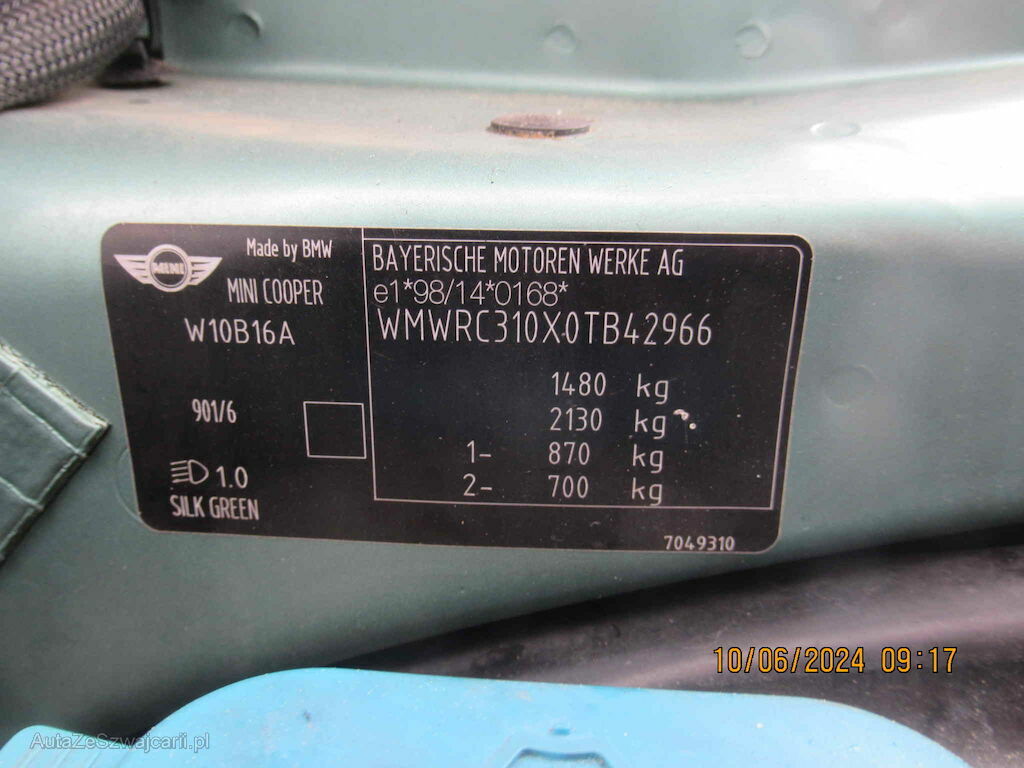 MINI
Made by BMW
MINI COOPER
W10B16A
901/6
1.0
SILK GREEN
BAYERISCHE MOTOREN WERKE AG
e1*98/14*0168*
WMWRC310X0TB42966
1480 kg
2130 kg
1- 870 kg
2- 700 kg
7049310
10/06/2024 09:17
AutaZeSzwajcarii.pl